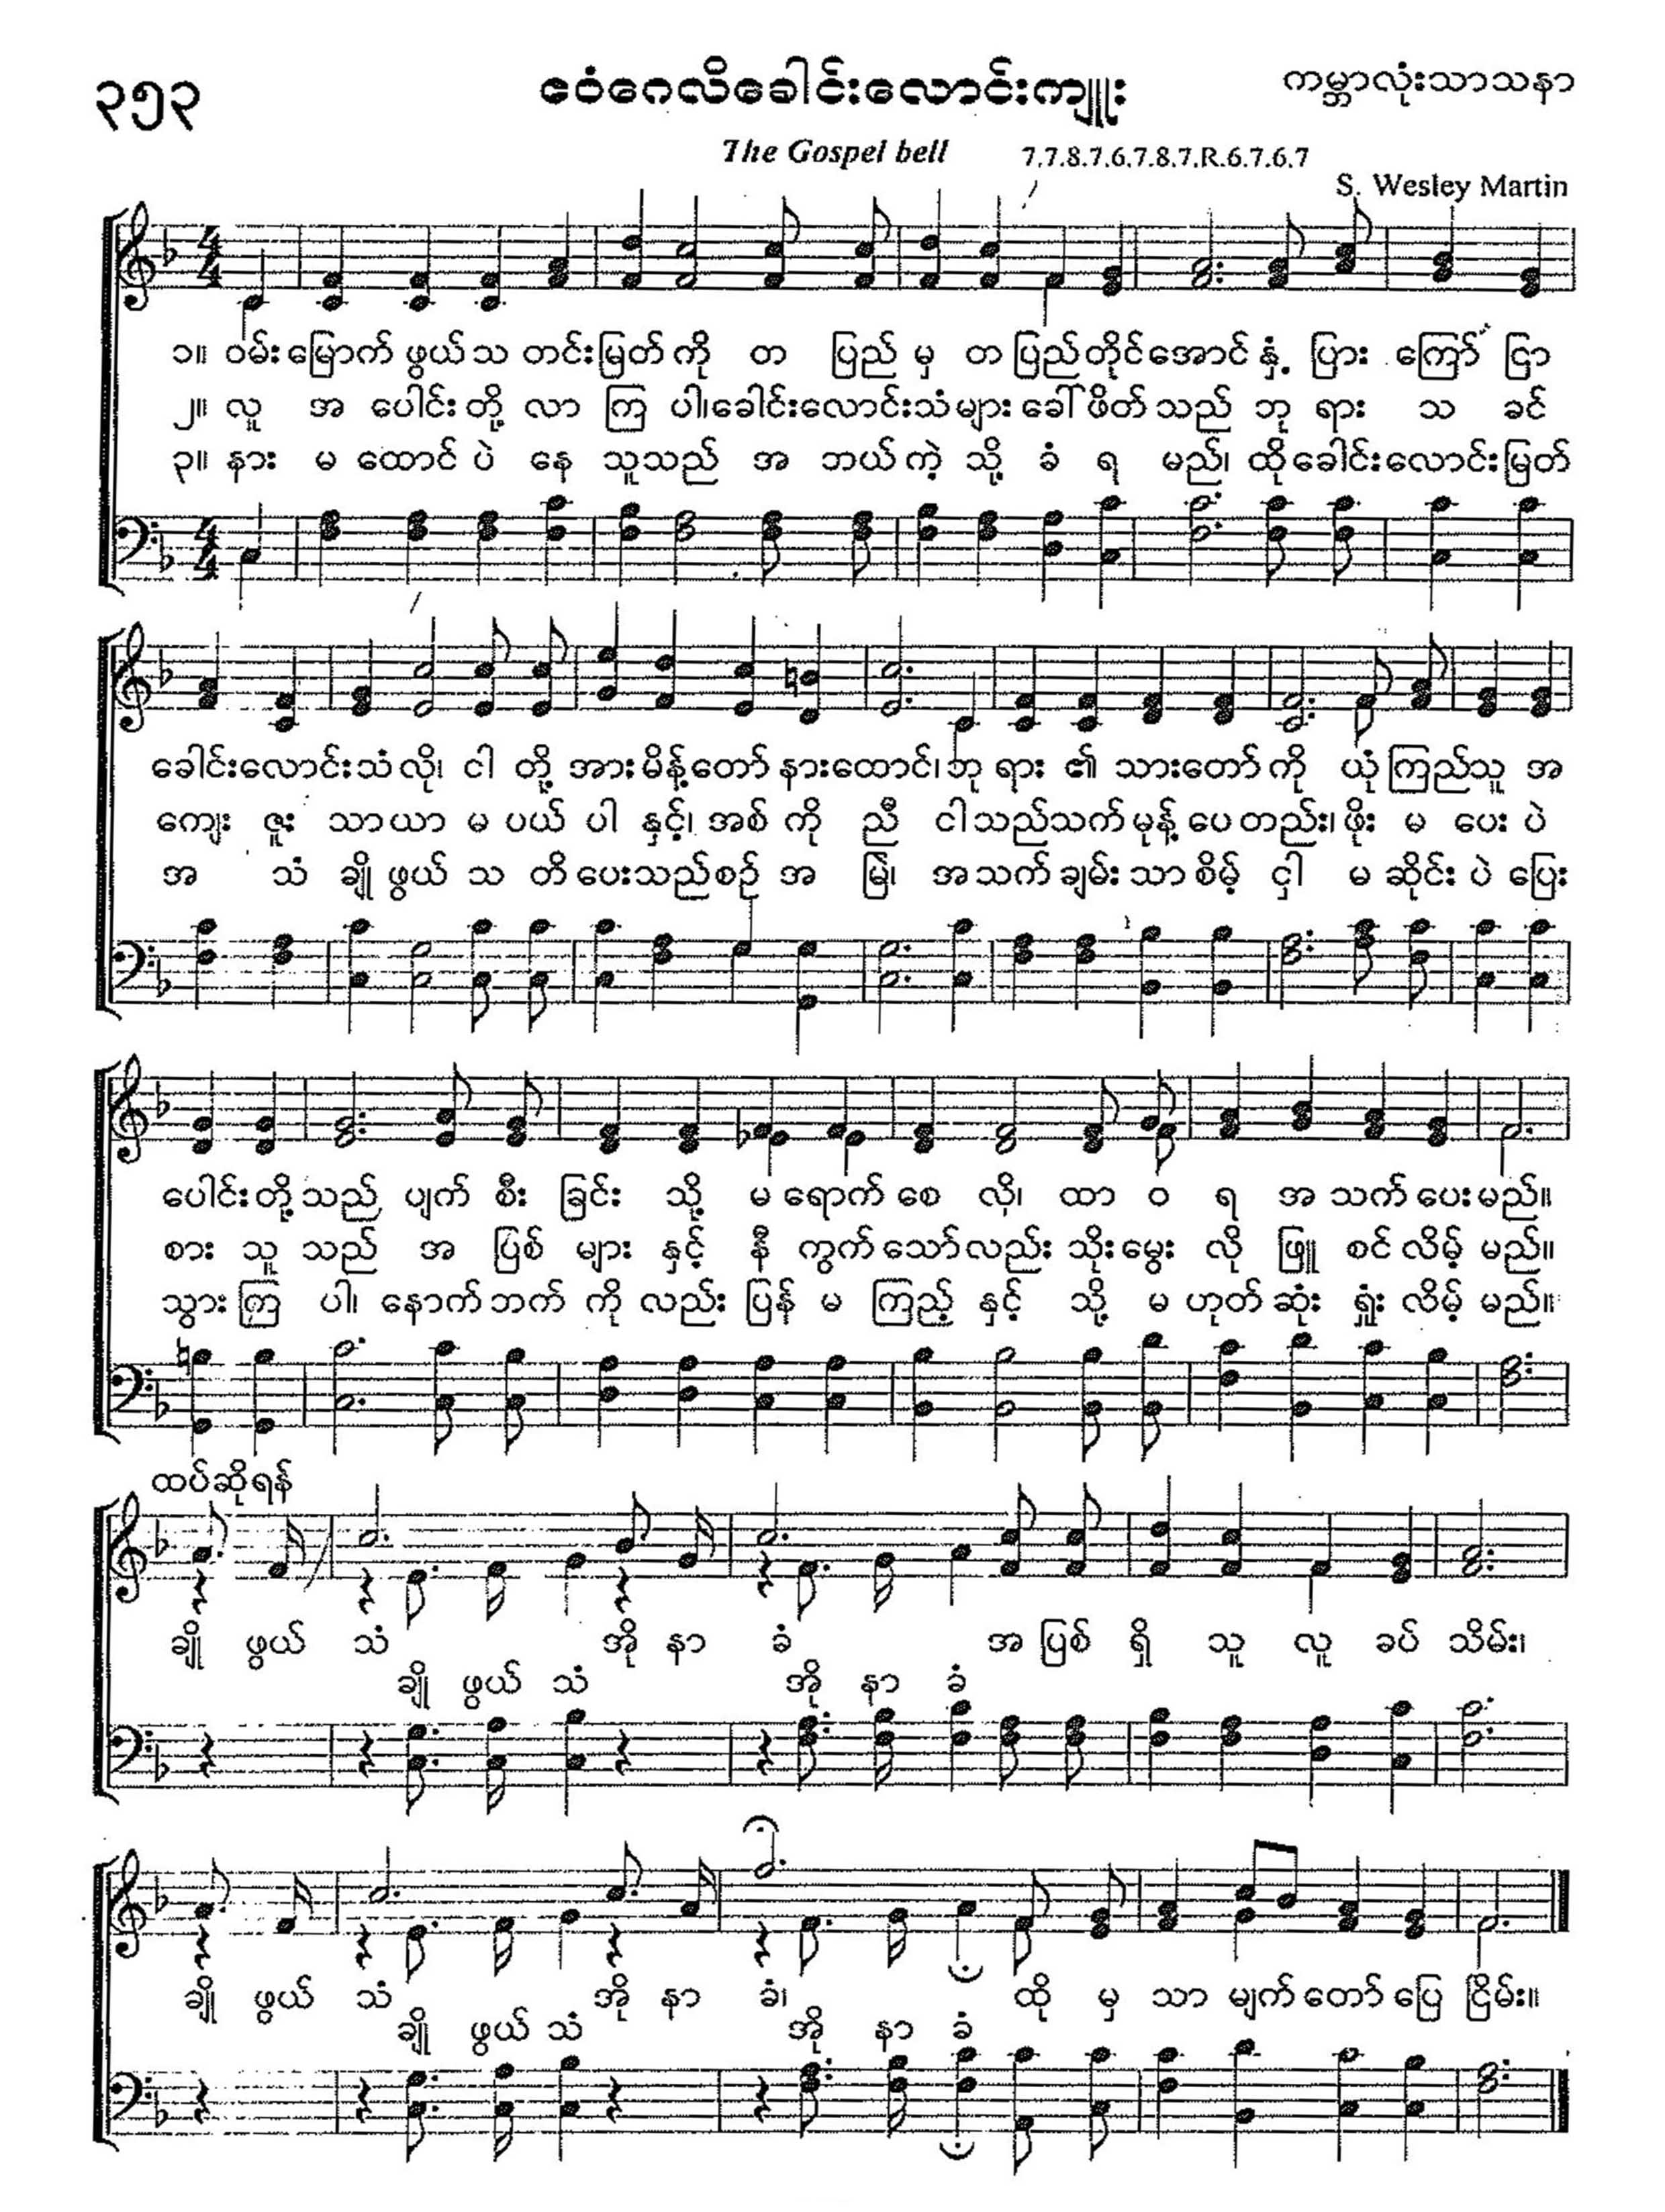 ၃၅၃
ဧဝံဂေလိခေါင်းလောင်းကျူး
ကမ္ဘာလုံးသာသနာ
The Gospel bell
7.7.8.7.6.7.8.7.R.6.7.6.7
S. Wesley Martin
၁။ ဝမ်း မြောက် ဖွယ် သ တင်း မြတ် ကို တ ပြည် မှ တ ပြည် တိုင် အောင် နှံ့ ပြား ကြော် ငြာ
၂။ လူ အ ပေါင်း တို့ လာ ကြ ပါ၊ ခေါင်း လောင်း သံ များ ခေါ် ဖိတ် သည် ဘု ရား သ ခင်
၃။ နား မ ထောင် ပဲ နေ သူ သည် အ ဘယ် ကဲ့ သို့ ခံ ရ မည်၊ ထို ခေါင်း လောင်း မြတ်
ခေါင်း လောင်း သံ လို၊ ငါ တို့ အား မိန့် တော် နား ထောင်၊ ဘု ရား ၏ သား တော် ကို ယုံ ကြည် သူ အ
ကျေး ဇူး သာ ယာ မ ပယ် ပါ နှင့်၊ အစ် ကို ညီ ငါ သည် သက် မုန့် ပေ တည်း၊ ဖိုး မ ပေး ပဲ
အ သံ ချို ဖွယ် သ တိ ပေး သည် စဉ် အ မြဲ၊ အ သက် ချမ်း သာ စိမ့် ငှါ မ ဆိုင်း ပဲ ပြေး
ပေါင်း တို့ သည် ပျက် စီး ခြင်း သို့ မ ရောက် စေ လို၊ ထာ ဝ ရ အ သက် ပေး မည်။
စား သူ သည် အ ပြစ် များ နှင့် နီ ကွက် သော် လည်း သိုး မွေး လို ဖြူ စင် လိမ့် မည်။
သွား ကြ ပါ၊ နောက် ဘက် ကို လည်း ပြန် မ ကြည့် နှင့် သို့ မ ဟုတ် ဆုံး ရှုံး လိမ့် မည်။
ထပ်ဆိုရန်
ချို ဖွယ် သံ အို နာ ခံ အ ပြစ် ရှိ သူ လူ ခပ် သိမ်း၊
ချို ဖွယ် သံ အို နာ ခံ
ချို ဖွယ် သံ အို နာ ခံ၊ ထို မှ သာ မျက် တော် ပြေ ငြိမ်း။
ချို ဖွယ် သံ အို နာ ခံ